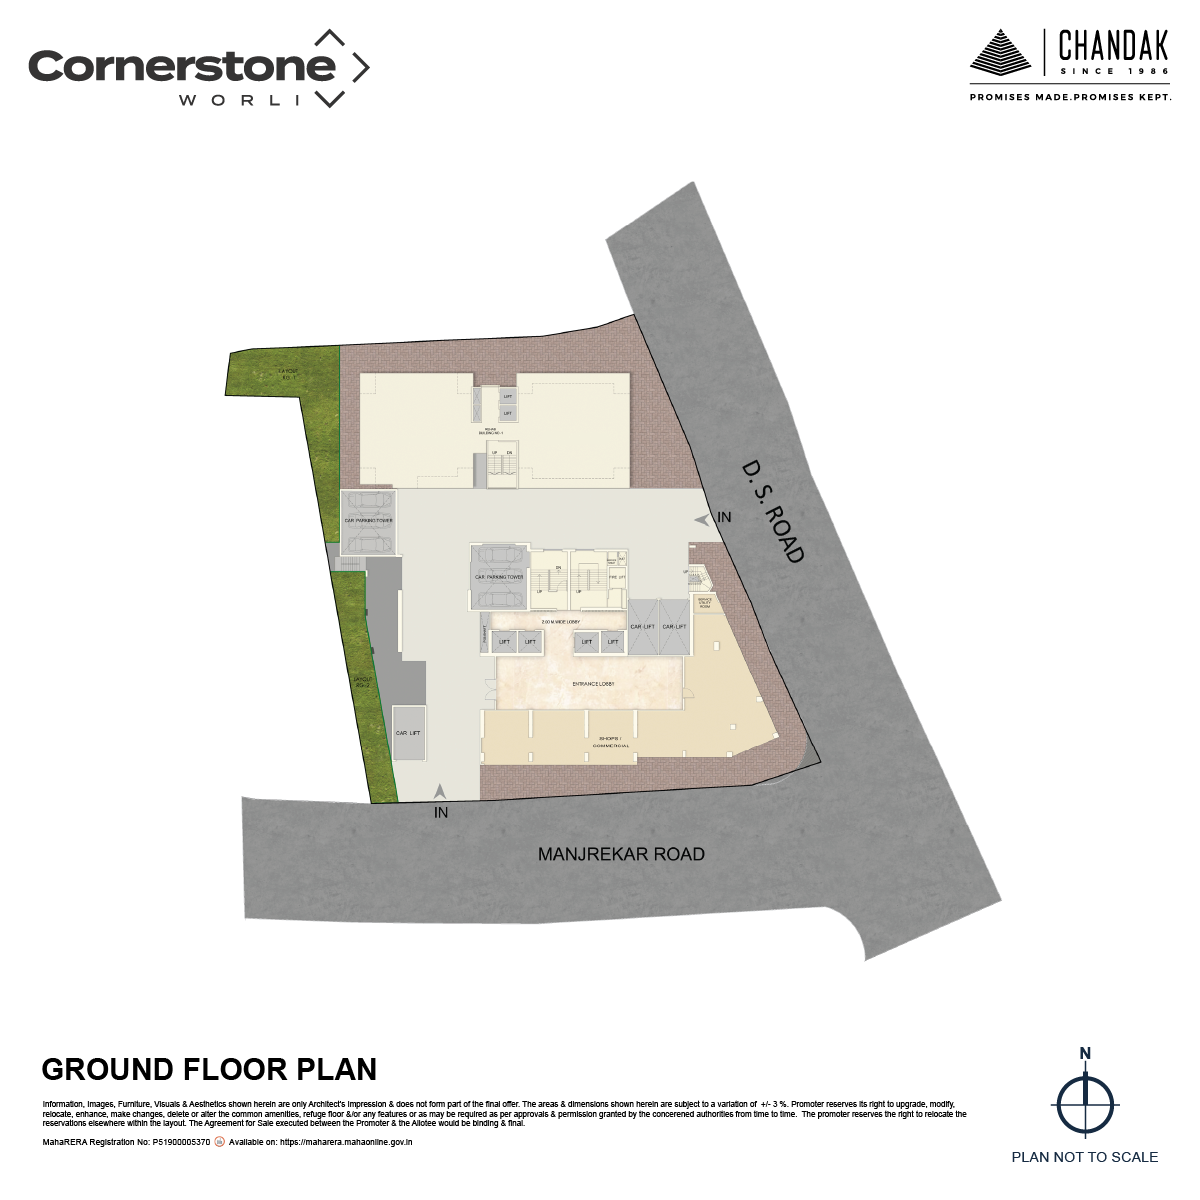 Cornerstone
WORLI
CHANDAK
SINCE 1986
PROMISES MADE.PROMISES KEPT.
LAYOUT
LIFT
LIFT
BUILDING NO.
UP DN
CAR PARKING TOWER
IN
D. S. ROAD
CAR PARKING TOWER
DN
UP
UP
FIRE LIFT
UP
SERVICE
UTILITY
ROOM
2.00 M.WIDE LOBBY
CAR-LIFT
CAR-LIFT
LIFT
LIFT
LIFT
LIFT
LAYOUT
ENTRANCE LOBBY
CAR LIFT
SHOPS /
COMMERCIAL
IN
MANJREKAR ROAD
GROUND FLOOR PLAN
Information, Images, Furniture, Visuals & Aesthetics shown herein are only Architect's Impression & does not form part of the final offer. The areas & dimensions shown herein are subject to a variation of +/- 3 %. Promoter reserves its right to upgrade, modify,
relocate, enhance, make changes, delete or alter the common amenities, refuge floor &/or any features or as may be required as per approvals & permission granted by the concerened authorities from time to time. The promoter reserves the right to relocate the
reservations elsewhere within the layout. The Agreement for Sale executed between the Promoter & the Allotee would be binding & final.
MahaRERA Registration No: P51900005370 Available on: https://maharera.mahaonline.gov.in
N
PLAN NOT TO SCALE